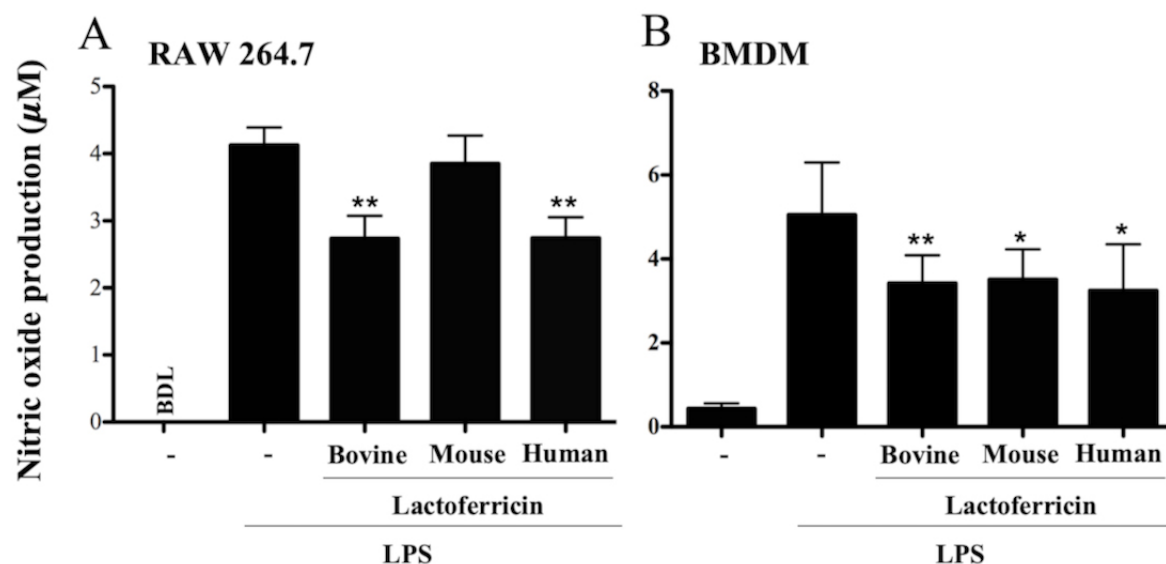 A
RAW 264.7
Nitric oxide production (μM)
5
4
3
2
1
0
BDL
**
**
- - Bovine Mouse Human
Lactoferricin
LPS
B
BMDM
8
6
4
2
0
**
*
*
- - Bovine Mouse Human
Lactoferricin
LPS